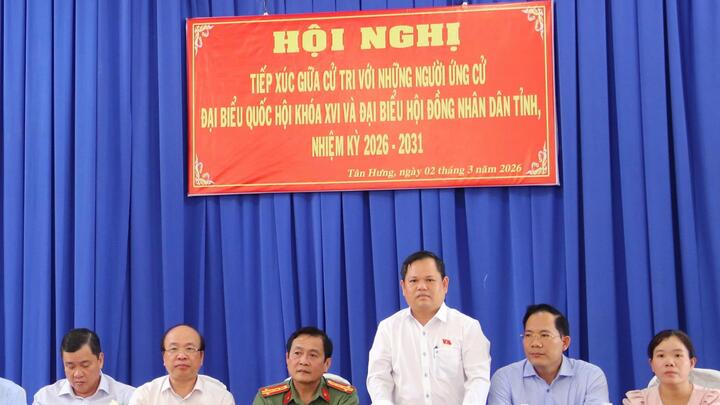 HỘI NGHỊ
TIẾP XÚC GIỮA CỬ TRI VỚI NHỮNG NGƯỜI ỨNG CỬ
ĐẠI BIỂU QUỐC HỘI KHÓA XVI VÀ ĐẠI BIỂU HỘI ĐỒNG NHÂN DÂN TỈNH,
NHIỆM KỲ 2026 - 2031
Tân Hưng, ngày 02 tháng 3 năm 2026